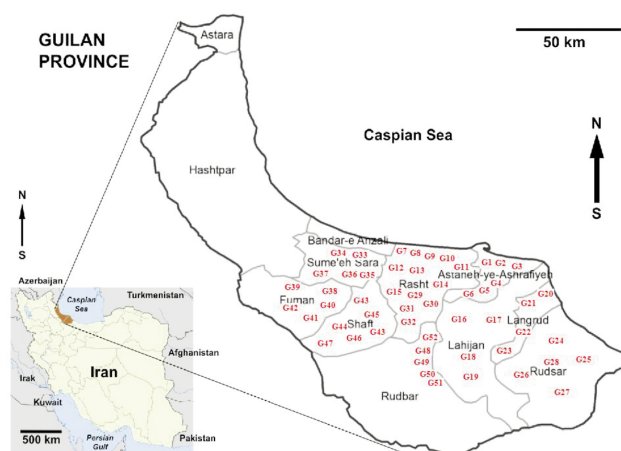 Astara
GUILAN
PROVINCE
50 km
Caspian Sea
N
S
Hashtpar
N
S
Bandar-e Anzali
G34 G33
Sume'eh Sara
G37 G36 G35
G7 G8 G9 G10
G11
G12 G13
G1 G2 G3
Astaneh-ye-Ashrafiyeh
G4
Rasht G14
G15 G29
G30
G31
G32
G6 G5
G20
G21
G39
G38
Fuman
G42 G40
G41
G43
G45
Shaft
G44 G43
G46
G47
G16 G17
Langrud
G22
Lahijan
G18
G23
G19
G52
G48
G49
G50
G51
Rudbar
G24
G28 G25
Rudsar
G26
G27
Azerbaijan
Caspian
Sea
Turkmenistan
Afghanistan
Iran
Irak
Kuwait
500 km
Persian
Gulf
Pakistan